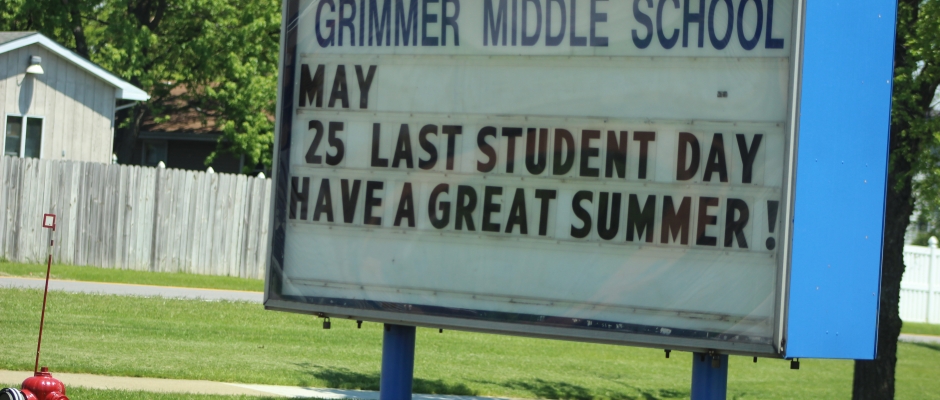 GRIMMER MIDDLE SCHOOL
MAY
25 LAST STUDENT DAY
HAVE A GREAT SUMMER!